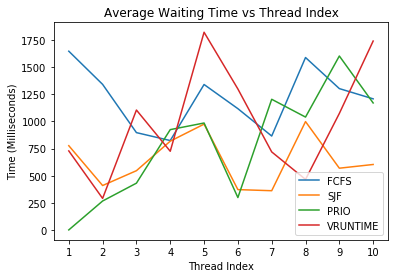 Average Waiting Time vs Thread Index
1750
1500
1250
1000
750
500
250
0
Time (Milliseconds)
FCFS
SJF
PRIO
VRUNTIME
1 2 3 4 5 6 7 8 9 10
Thread Index